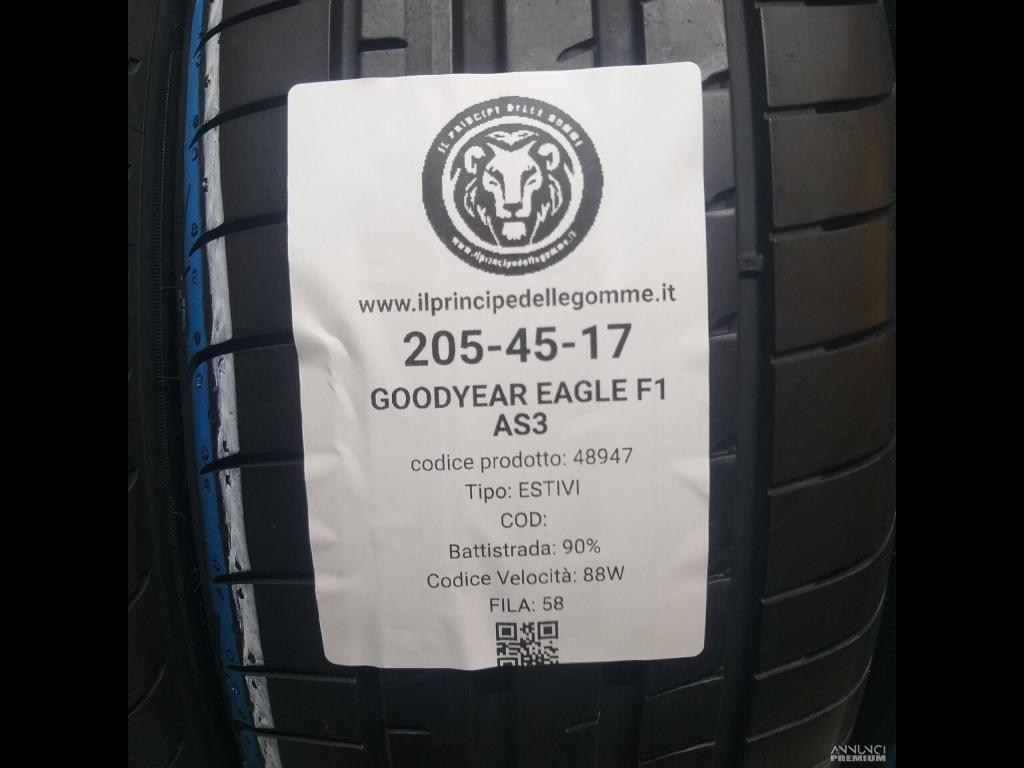 IL PRINCIPE DELLE GOMME
www.ilprincipedellegomme.it
www.ilprincipedellegomme.it
205-45-17
GOODYEAR EAGLE F1
AS3
codice prodotto: 48947
Tipo: ESTIVI
COD:
Battistrada: 90%
Codice Velocità: 88W
FILA: 58
ANNUNCI
PREMIUM